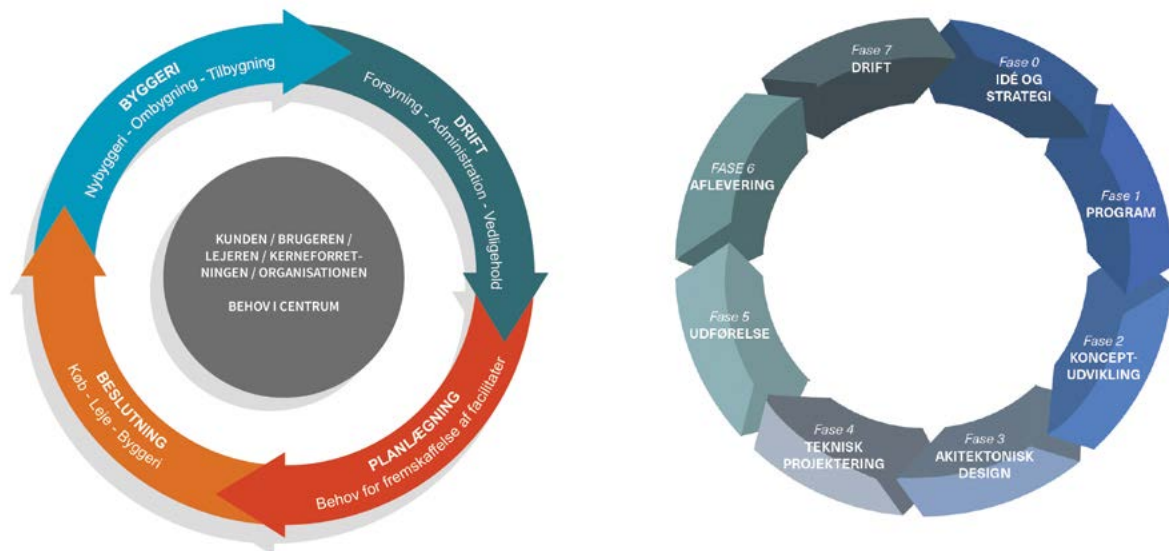 BYGGERI
Nybyggeri - Ombygning - Tilbygning
DRIFT
Forsyning - Administration - Vedligehold
PLANLÆGNING
Behov for fremskaffelse af faciliteter
BESLUTNING
Køb - Leje - Byggeri
KUNDEN / BRUGEREN /
LEJEREN / KERNEFORRET-
NINGEN / ORGANISATIONEN
BEHOV I CENTRUM
Fase 0
IDÉ OG
STRATEGI
Fase 1
PROGRAM
Fase 2
KONCEPT-
UDVIKLING
Fase 3
AKITEKTONISK
DESIGN
Fase 4
TEKNISK
PROJEKTERING
Fase 5
UDFØRELSE
FASE 6
AFLEVERING
Fase 7
DRIFT